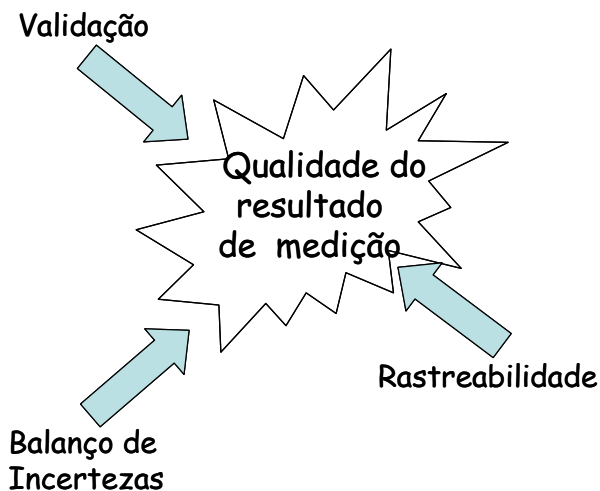 Validação
Qualidade do
resultado
de medição
Rastreabilidade
Balanço de
Incertezas